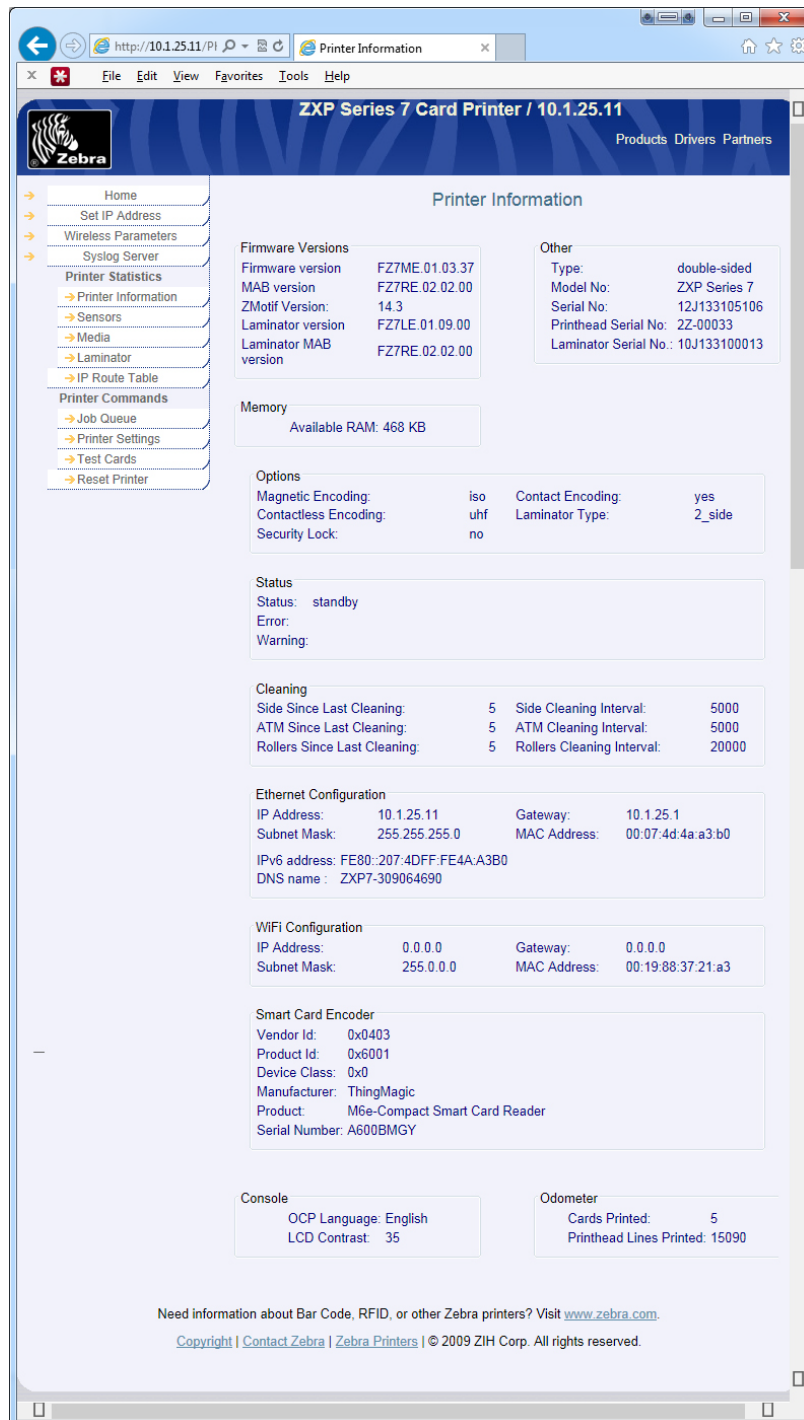 http://10.1.25.11/Pl
Printer Information
File Edit View Favorites Tools Help
ZXP Series 7 Card Printer / 10.1.25.11
Zebra
Products Drivers Partners
Home
Set IP Address
Wireless Parameters
Syslog Server
Printer Statistics
Printer Information
Sensors
Media
Laminator
IP Route Table
Printer Commands
Job Queue
Printer Settings
Test Cards
Reset Printer
Printer Information
Firmware Versions
Firmware version FZ7ME.01.03.37
MAB version FZ7RE.02.02.00
ZMotif Version: 14.3
Laminator version FZ7LE.01.09.00
Laminator MAB version FZ7RE.02.02.00
Other
Type: double-sided
Model No: ZXP Series 7
Serial No: 12J133105106
Printhead Serial No: 2Z-00033
Laminator Serial No.: 10J133100013
Memory
Available RAM: 468 KB
Options
Magnetic Encoding: iso Contact Encoding: yes
Contactless Encoding: uhf Laminator Type: 2_side
Security Lock: no
Status
Status: standby
Error:
Warning:
Cleaning
Side Since Last Cleaning: 5 Side Cleaning Interval: 5000
ATM Since Last Cleaning: 5 ATM Cleaning Interval: 5000
Rollers Since Last Cleaning: 5 Rollers Cleaning Interval: 20000
Ethernet Configuration
IP Address: 10.1.25.11 Gateway: 10.1.25.1
Subnet Mask: 255.255.255.0 MAC Address: 00:07:4d:4a:a3:b0
IPv6 address: FE80::207:4DFF:FE4A:A3B0
DNS name : ZXP7-309064690
WiFi Configuration
IP Address: 0.0.0.0 Gateway: 0.0.0.0
Subnet Mask: 255.0.0.0 MAC Address: 00:19:88:37:21:a3
Smart Card Encoder
Vendor Id: 0x0403
Product Id: 0x6001
Device Class: 0x0
Manufacturer: ThingMagic
Product: M6e-Compact Smart Card Reader
Serial Number: A600BMGY
Console
OCP Language: English
LCD Contrast: 35
Odometer
Cards Printed: 5
Printhead Lines Printed: 15090
Need information about Bar Code, RFID, or other Zebra printers? Visit www.zebra.com.
Copyright | Contact Zebra | Zebra Printers | © 2009 ZIH Corp. All rights reserved.